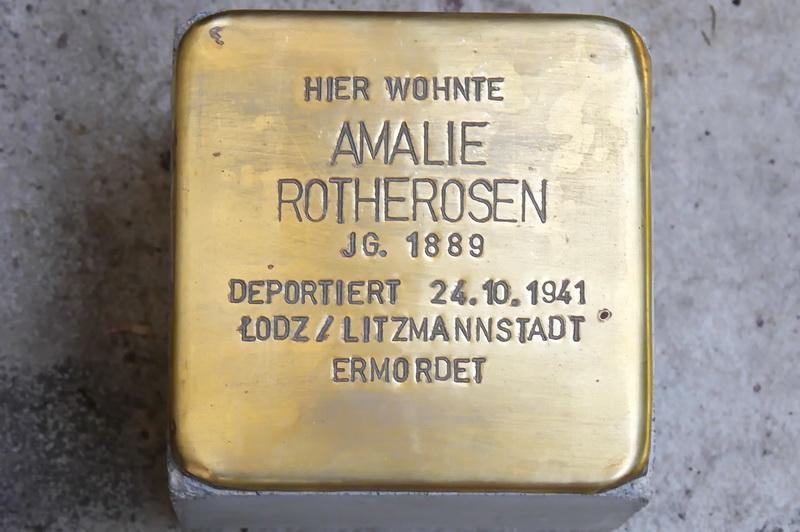 HIER WOHNTE
AMALIE
ROTHEROSEN
JG. 1889
DEPORTIERT 24.10.1941
ŁODZ/LITZMANNSTADT
ERMORDET